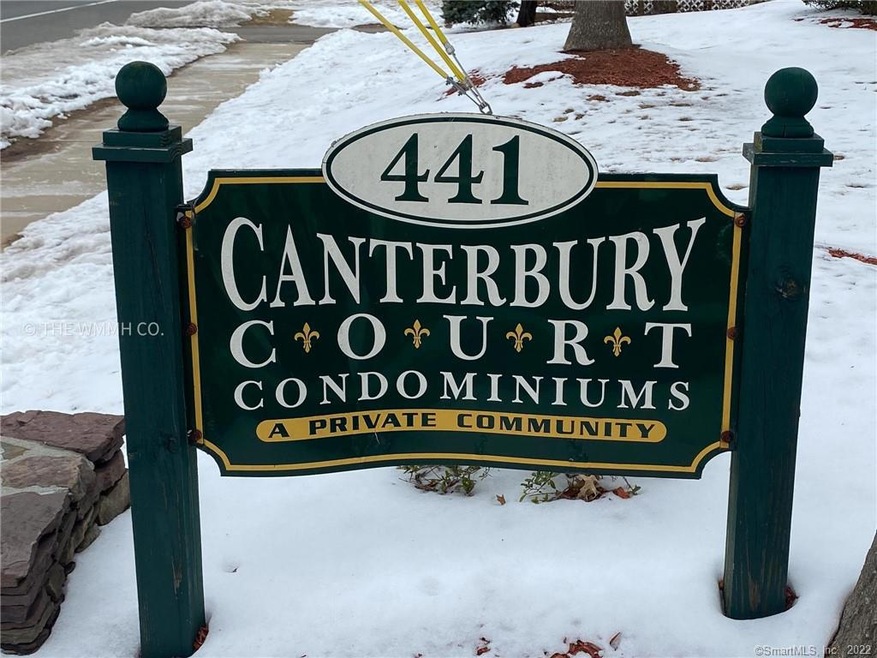 441
CANTERBURY
COURT
CONDOMINIUMS
A PRIVATE COMMUNITY
© THE WMMH CO.
©SmartMLS, Inc 2022